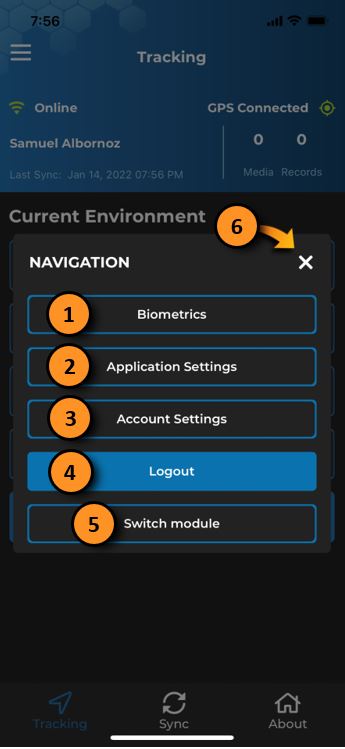 7:56
Tracking
Online
GPS Connected
Samuel Albornoz
0 0
Last Sync: Jan 14, 2022 07:56 PM
Media Records
Current Environment
6
NAVIGATION
1 Biometrics
2 Application Settings
3 Account Settings
4 Logout
5 Switch module
Tracking Sync About